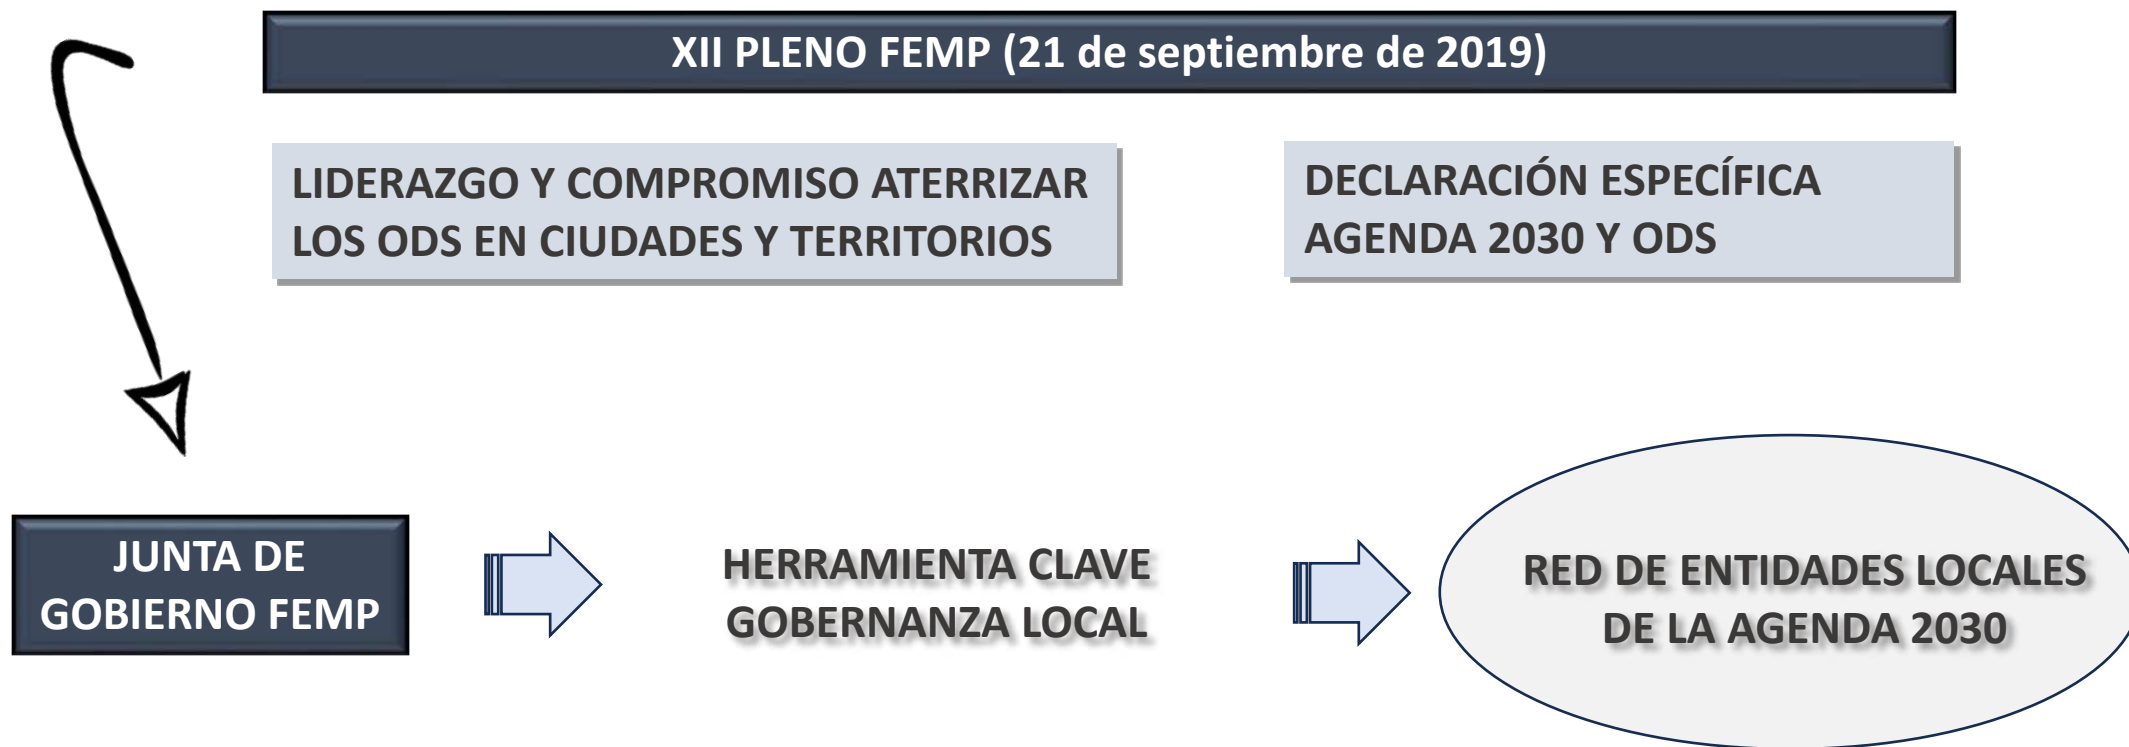 XII PLENO FEMP (21 de septiembre de 2019)
LIDERAZGO Y COMPROMISO ATERRIZAR
LOS ODS EN CIUDADES Y TERRITORIOS
DECLARACIÓN ESPECÍFICA
AGENDA 2030 Y ODS
JUNTA DE
GOBIERNO FEMP
HERRAMIENTA CLAVE
GOBERNANZA LOCAL
RED DE ENTIDADES LOCALES
DE LA AGENDA 2030